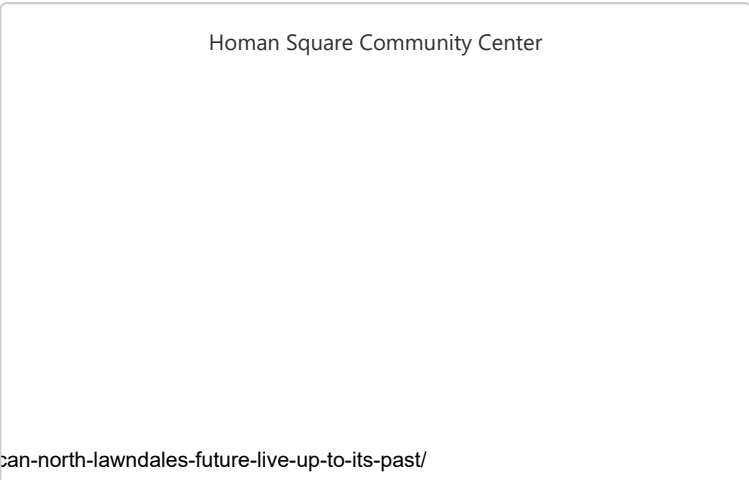 Homan Square Community Center
can-north-lawndales-future-live-up-to-its-past/